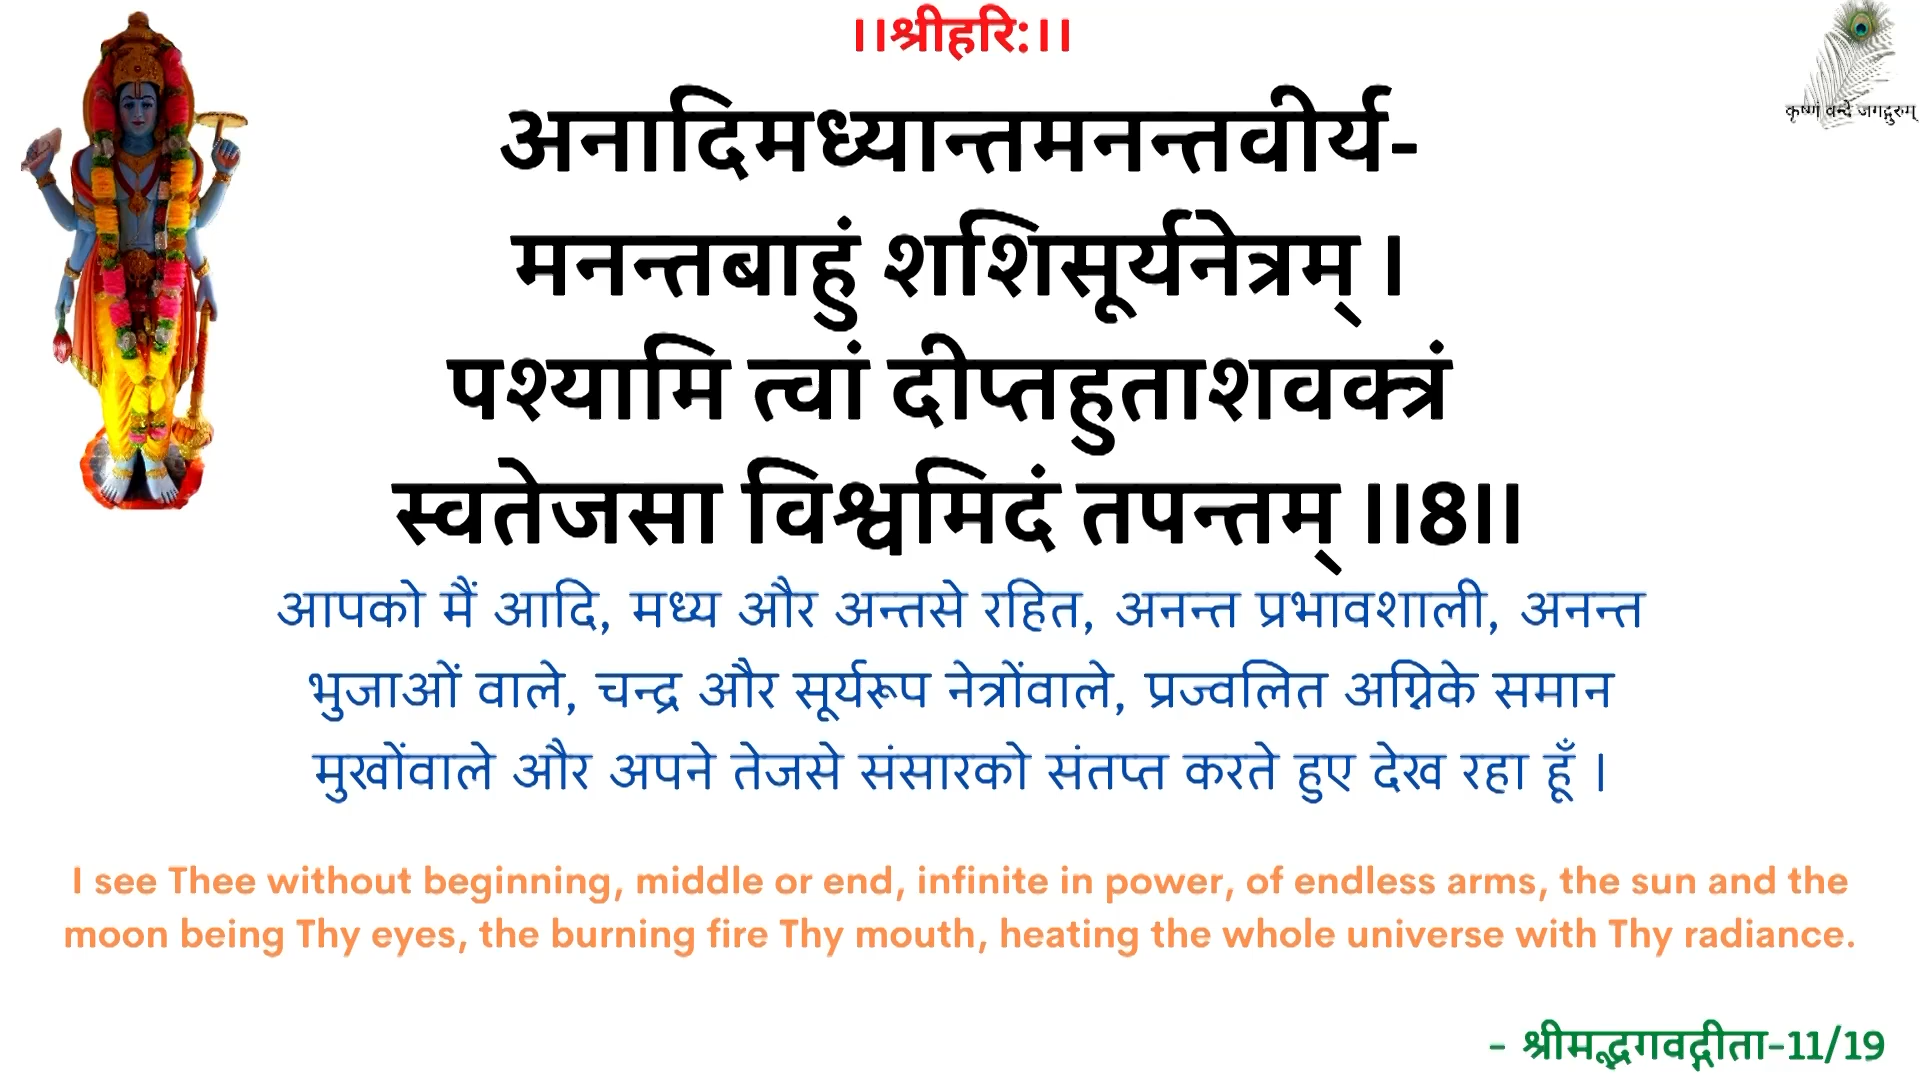 ।।श्रीहरि:।।
कृष्णं वन्दे जगद्गुरुम्
अनादिमध्यान्तमनन्तवीर्य-
मनन्तबाहुं शशिसूर्यनेत्रम् ।
पश्यामि त्वां दीप्तहुताशवक्त्रं
स्वतेजसा विश्वमिदं तपन्तम् ।।8।।
आपको मैं आदि, मध्य और अन्तसे रहित, अनन्त प्रभावशाली, अनन्त
भुजाओं वाले, चन्द्र और सूर्यरूप नेत्रोंवाले, प्रज्वलित अग्निके समान
मुखोंवाले और अपने तेजसे संसारको संतप्त करते हुए देख रहा हूँ ।
I see Thee without beginning, middle or end, infinite in power, of endless arms, the sun and the
moon being Thy eyes, the burning fire Thy mouth, heating the whole universe with Thy radiance.
- श्रीमद्भगवद्गीता-11/19